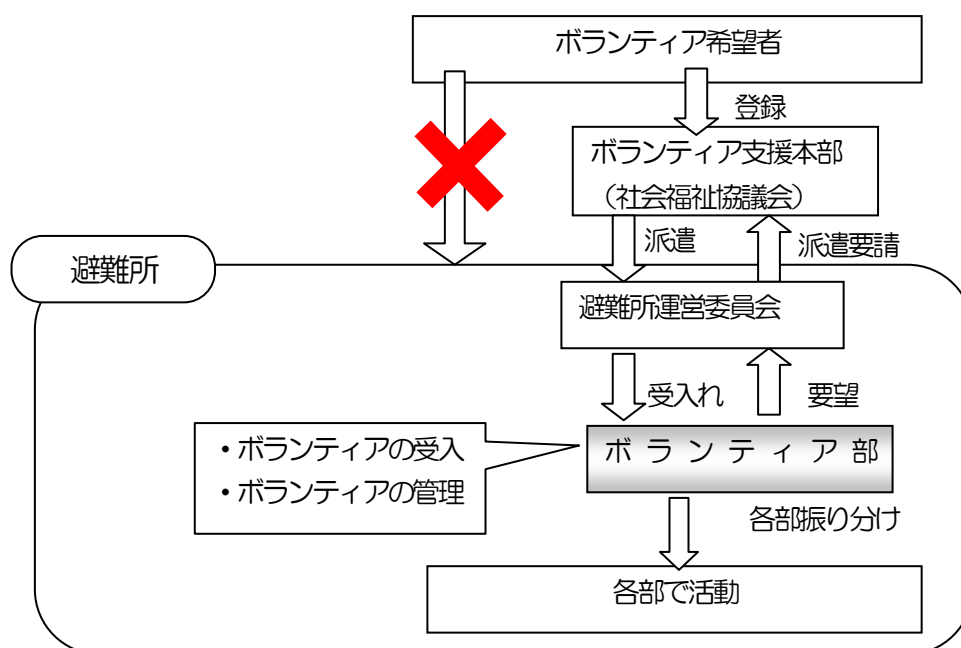 ボランティア希望者
登録
ボランティア支援本部
（社会福祉協議会）
派遣
派遣要請
避難所
避難所運営委員会
受入れ
要望
・ボランティアの受入
・ボランティアの管理
ボランティア部
各部振り分け
各部で活動